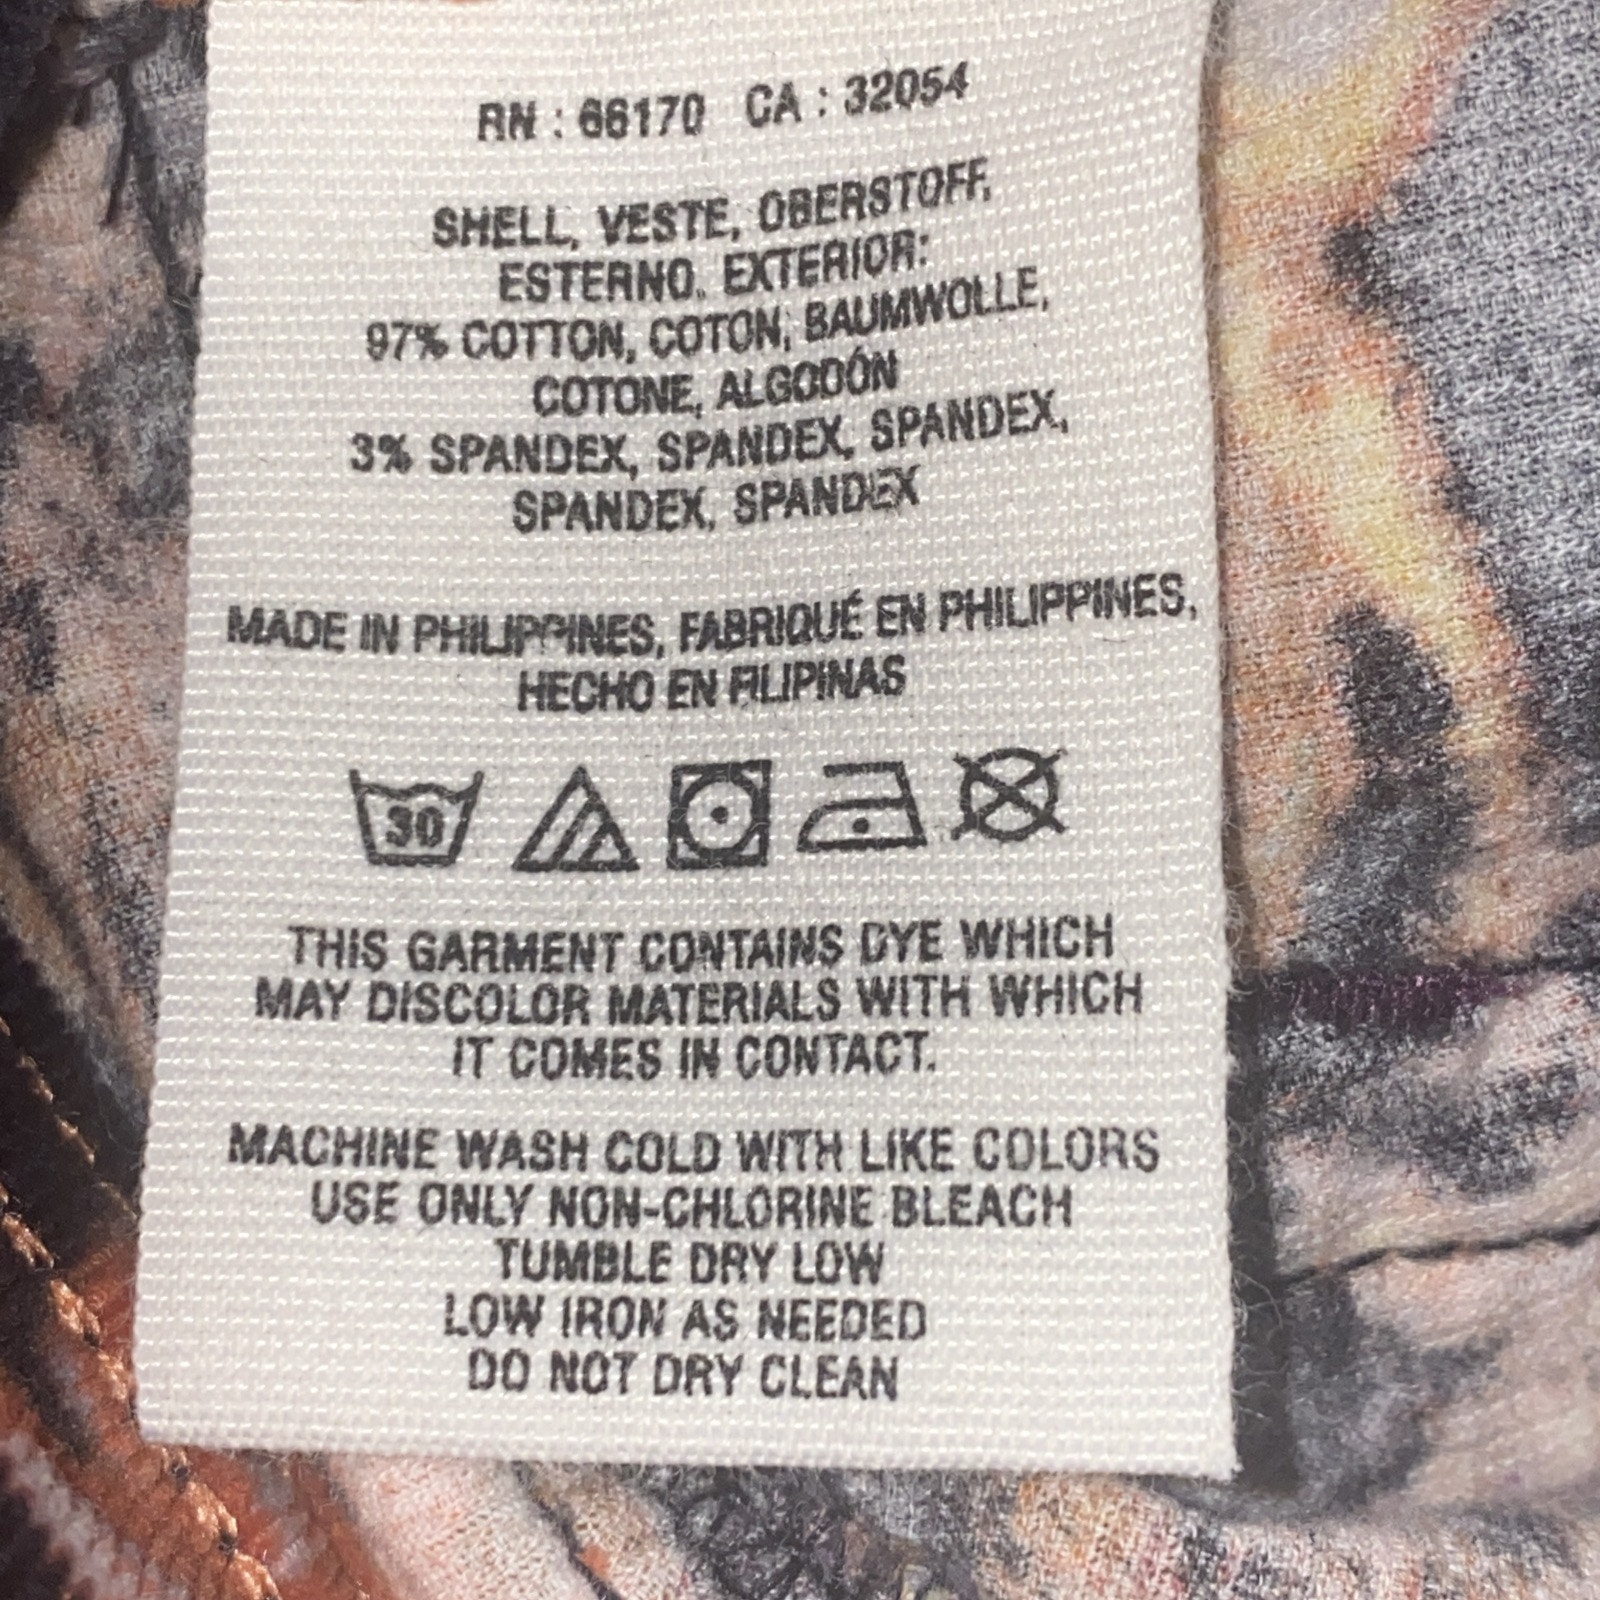 RN : 66170 CA : 32054
SHELL, VESTE, OBERSTOFF,
ESTERNO, EXTERIOR:
97% COTTON, COTON, BAUMWOLLE,
COTONE, ALGODÓN
3% SPANDEX, SPANDEX, SPANDEX,
SPANDEX, SPANDEX
MADE IN PHILIPPINES, FABRIQUÉ EN PHILIPPINES,
HECHO EN FILIPINAS
30
THIS GARMENT CONTAINS DYE WHICH
MAY DISCOLOR MATERIALS WITH WHICH
IT COMES IN CONTACT.
MACHINE WASH COLD WITH LIKE COLORS
USE ONLY NON-CHLORINE BLEACH
TUMBLE DRY LOW
LOW IRON AS NEEDED
DO NOT DRY CLEAN